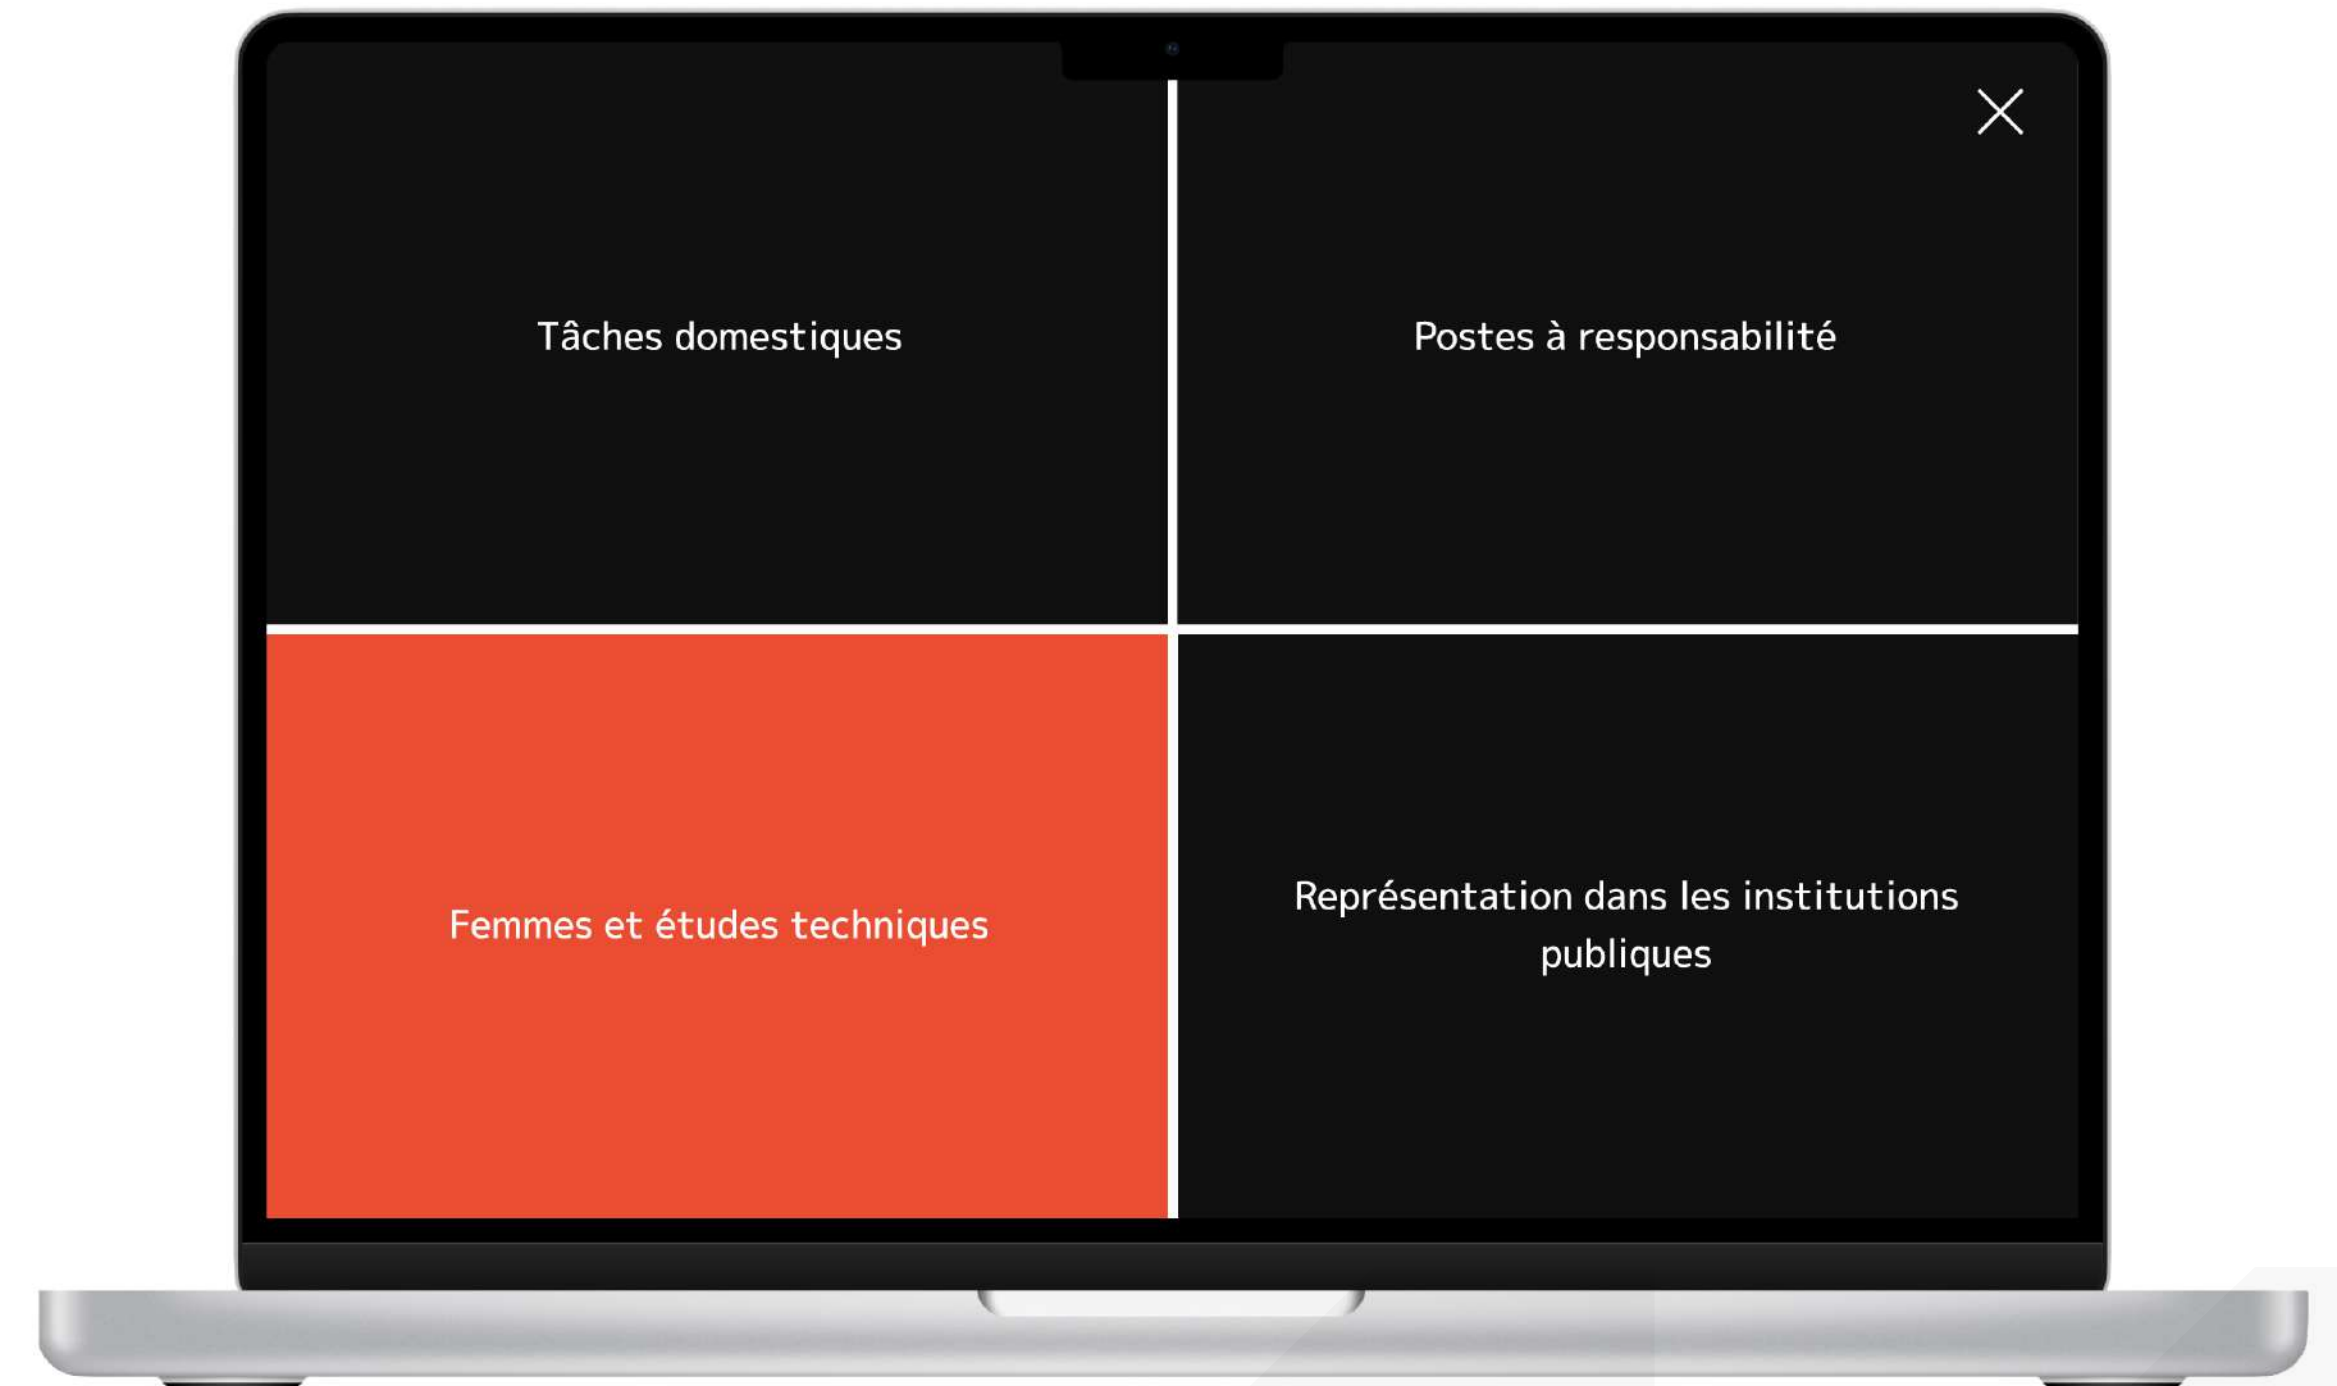 Tâches domestiques
Postes à responsabilité
Femmes et études techniques
Représentation dans les institutions
publiques